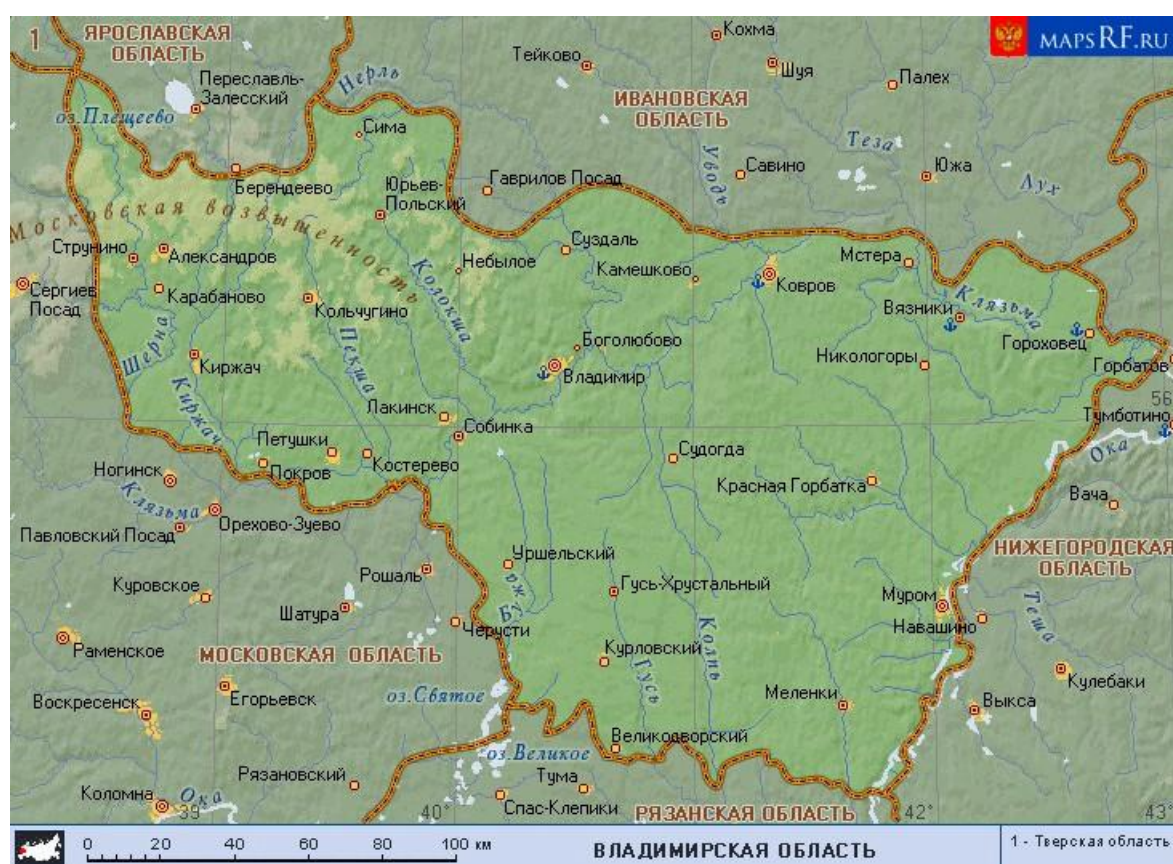 1
ЯРОСЛАВСКАЯ
ОБЛАСТЬ
Переславль-
Залесский
оз.Плещеево
Нерль
Сима
Берендеево
Тейково
Кохма
Шуя
Палех
ИВАНОВСКАЯ
ОБЛАСТЬ
MAPSRF.RU
Теза
Уводь
Савино
Южа
Лух
Гаврилов Посад
Юрьев-
Польский
Московская возвышенность
Струнино
Александров
Сергиев
Посад
Карабаново
Кольчугино
Колокша
Небылое
Суздаль
Камешково
Ковров
Мстера
Вязники
Клязьма
Гороховец
Горбатов
Шерна
Киржач
Киржач
Пекша
Боголюбово
Владимир
Никологоры
56
Тумботино
Лакинск
Собинка
Петушки
Покров
Костерево
Судогда
Красная Горбатка
Ока
Вача
Ногинск
Клязьма
Орехово-Зуево
Павловский Посад
НИЖЕГОРОДСКАЯ
ОБЛАСТЬ
Уршельский
Бужа
Гусь-Хрустальный
Рошаль
Куровское
Шатура
Черусти
Муром
Навашино
Теша
Раменское
МОСКОВСКАЯ ОБЛАСТЬ
Курловский
Гусь
Колпь
Кулебаки
Воскресенск
Егорьевск
оз.Святое
Меленки
Выкса
Великодворский
оз.Великое
Рязановский
Тума
Коломна
Ока
Спас-Клепики
РЯЗАНСКАЯ ОБЛАСТЬ
39
40°
42°
43°
0 20 40 60 80 100 км
ВЛАДИМИРСКАЯ ОБЛАСТЬ
1 - Тверская область